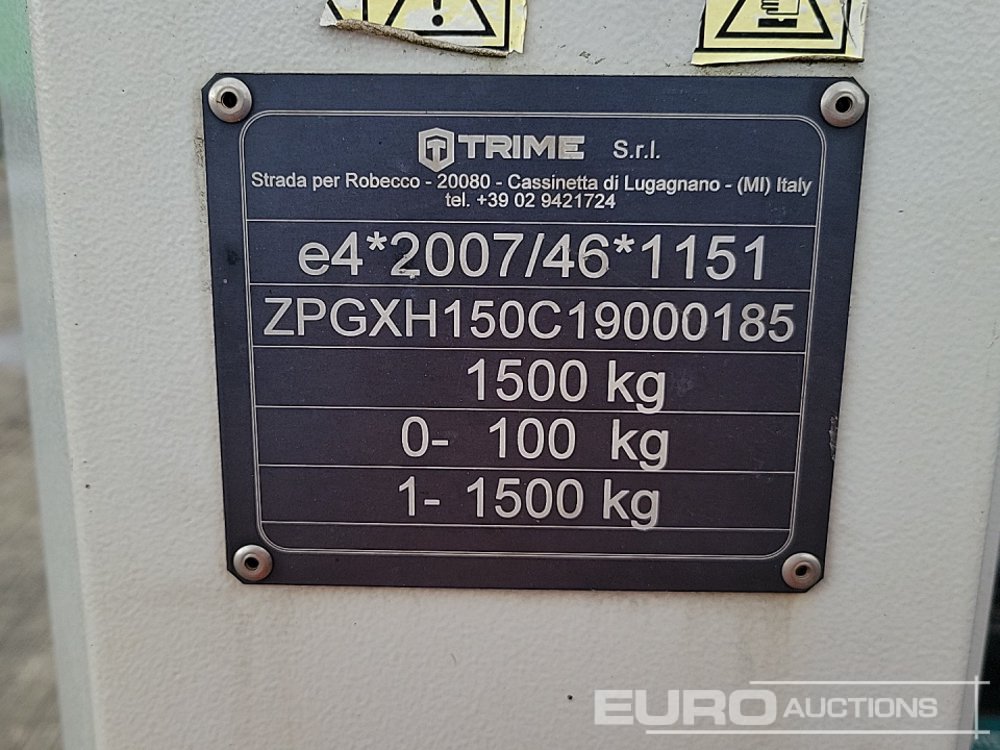 TRIME S.r.l.
Strada per Robecco - 20080 - Cassinetta di Lugagnano - (MI) Italy
tel. +39 02 9421724
e4*2007/46*1151
ZPGXH150C19000185
1500 kg
0- 100 kg
1- 1500 kg
EURO AUCTIONS